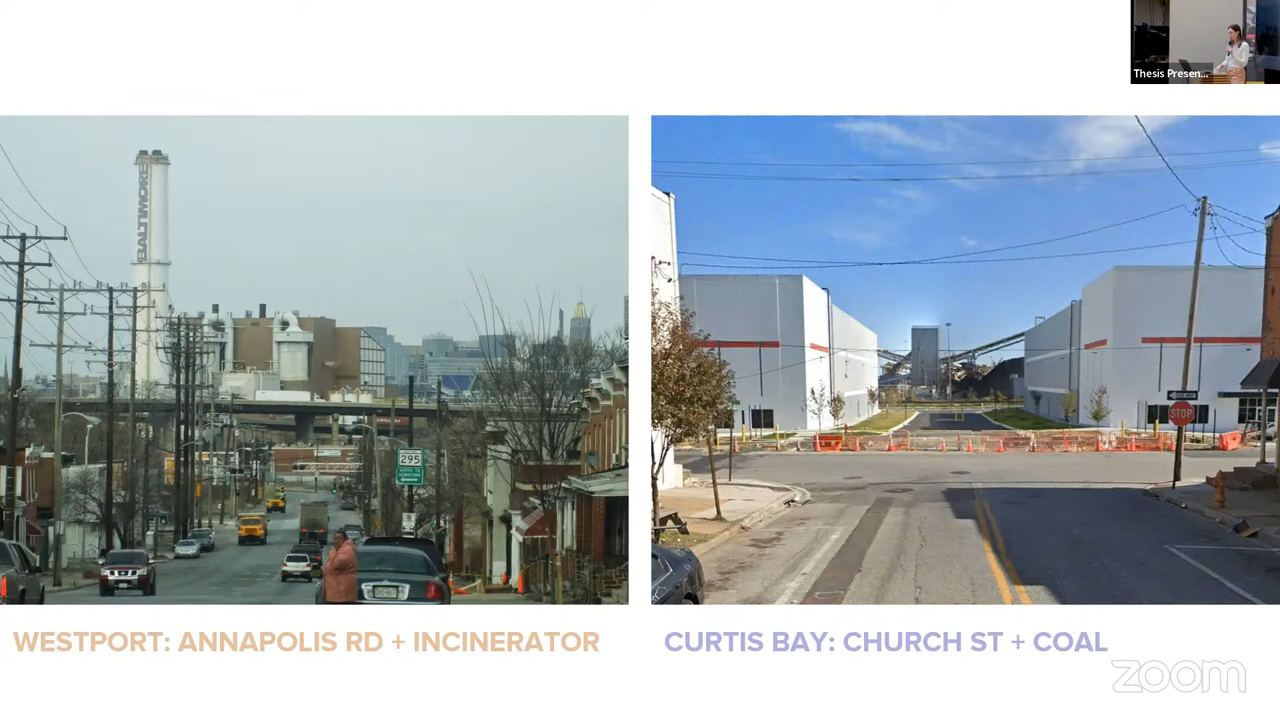 Thesis Presen...
BALTIMORE
295
STOP
WESTPORT: ANNAPOLIS RD + INCINERATOR
CURTIS BAY: CHURCH ST + COAL
zoom